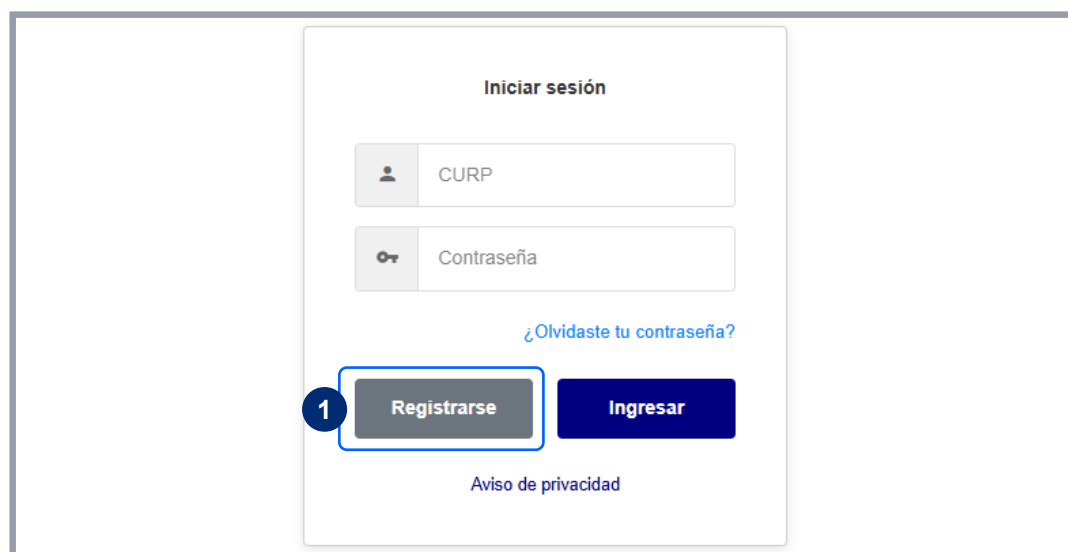 Iniciar sesión
CURP
Contraseña
¿Olvidaste tu contraseña?
1 Registrarse Ingresar
Aviso de privacidad